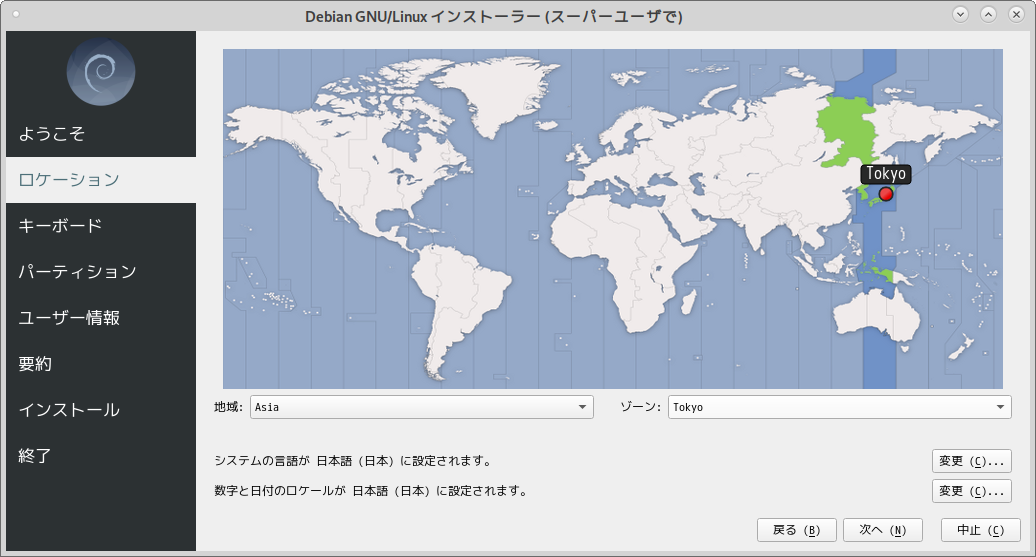 Debian GNU/Linux インストーラー (スーパーユーザで)
ようこそ
ロケーション
キーボード
パーティション
ユーザー情報
要約
インストール
終了
Tokyo
地域: Asia ゾーン: Tokyo
システムの言語が 日本語 (日本) に設定されます。 変更 (C)...
数字と日付のロケールが 日本語 (日本) に設定されます。 変更 (C)...
戻る (B) 次へ (N) 中止 (C)